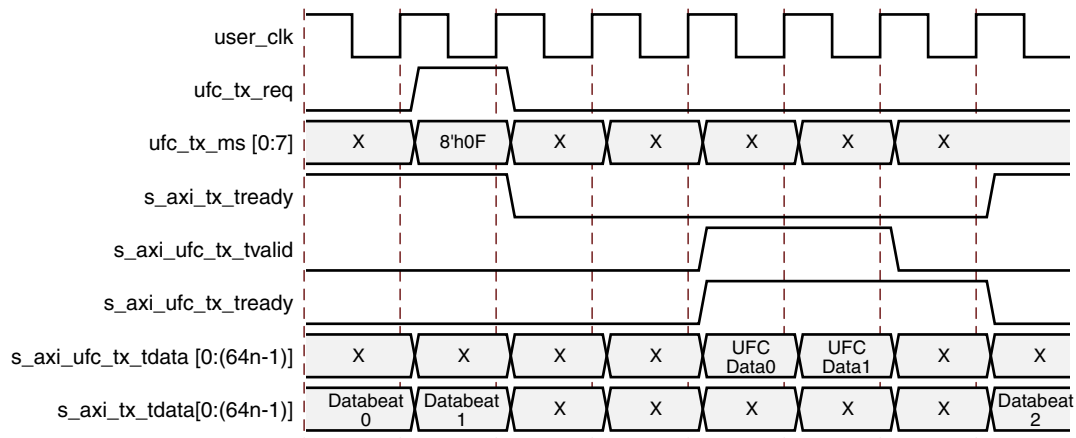 user_clk
ufc_tx_req
ufc_tx_ms [0:7] X 8'h0F X X X X X
s_axi_tx_tready
s_axi_ufc_tx_tvalid
s_axi_ufc_tx_tready
s_axi_ufc_tx_tdata [0:(64n-1)] X X X X UFC Data0 UFC Data1 X X
s_axi_tx_tdata[0:(64n-1)] Databeat 0 Databeat 1 X X X X X Databeat 2